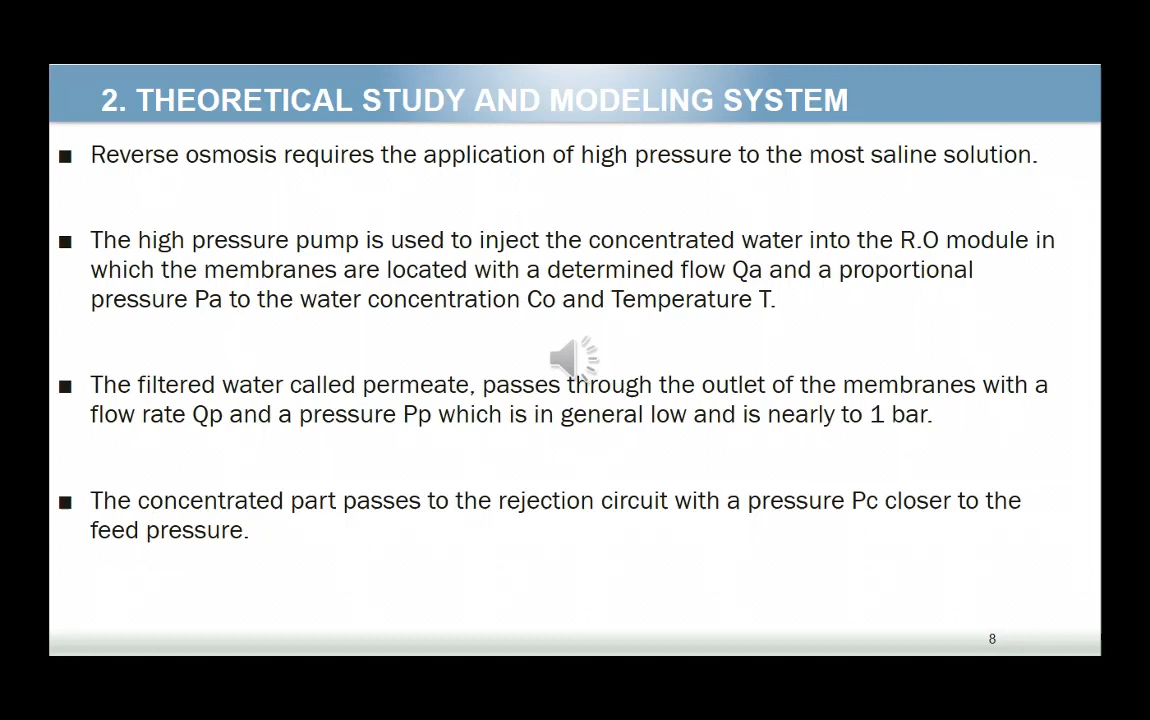 2. THEORETICAL STUDY AND MODELING SYSTEM
■ Reverse osmosis requires the application of high pressure to the most saline solution.
■ The high pressure pump is used to inject the concentrated water into the R.O module in
which the membranes are located with a determined flow Qa and a proportional
pressure Pa to the water concentration Co and Temperature T.
■ The filtered water called permeate, passes through the outlet of the membranes with a
flow rate Qp and a pressure Pp which is in general low and is nearly to 1 bar.
■ The concentrated part passes to the rejection circuit with a pressure Pc closer to the
feed pressure.
8